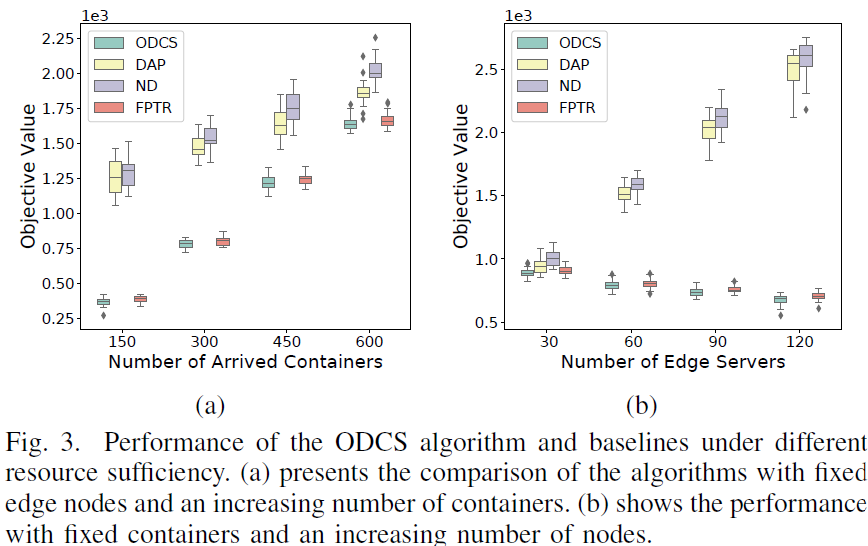 1e3
ODCS
DAP
ND
FPTR
2.25
2.00
1.75
1.50
1.25
1.00
0.75
0.50
0.25
Objective Value
150 300 450 600
Number of Arrived Containers
(a)
1e3
ODCS
DAP
ND
FPTR
2.5
2.0
1.5
1.0
0.5
Objective Value
30 60 90 120
Number of Edge Servers
(b)
Fig. 3. Performance of the ODCS algorithm and baselines under different
resource sufficiency. (a) presents the comparison of the algorithms with fixed
edge nodes and an increasing number of containers. (b) shows the performance
with fixed containers and an increasing number of nodes.